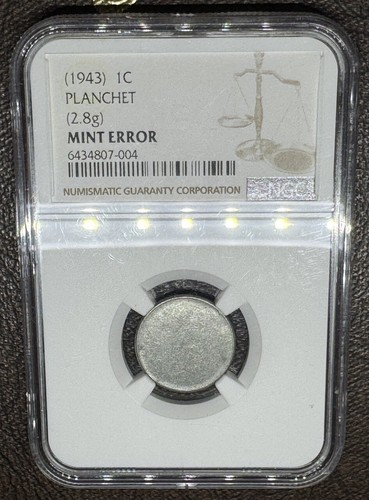 (1943) 1C
PLANCHET
(2.8g)
MINT ERROR
6434807-004
NUMISMATIC GUARANTY CORPORATION
NGC